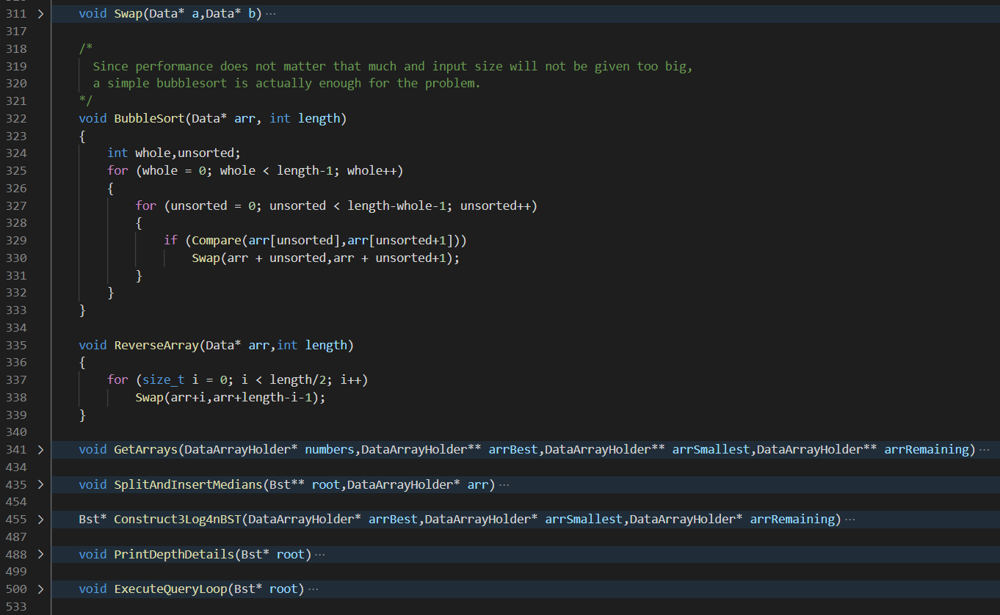 311 > void Swap(Data* a,Data* b) ···
317
318 /*
319 Since performance does not matter that much and input size will not be given too big,
320 a simple bubblesort is actually enough for the problem.
321 */
322 void BubbleSort(Data* arr, int length)
323 {
324 int whole,unsorted;
325 for (whole = 0; whole < length-1; whole++)
326 {
327 for (unsorted = 0; unsorted < length-whole-1; unsorted++)
328 {
329 if (Compare(arr[unsorted],arr[unsorted+1]))
330 Swap(arr + unsorted,arr + unsorted+1);
331 }
332 }
333 }
334
335 void ReverseArray(Data* arr,int length)
336 {
337 for (size_t i = 0; i < length/2; i++)
338 Swap(arr+i,arr+length-i-1);
339 }
340
341 > void GetArrays(DataArrayHolder* numbers,DataArrayHolder** arrBest,DataArrayHolder** arrSmallest,DataArrayHolder** arrRemaining) ···
434
435 > void SplitAndInsertMedians(Bst** root,DataArrayHolder* arr) ···
454
455 > Bst* Construct3Log4nBST(DataArrayHolder* arrBest,DataArrayHolder* arrSmallest,DataArrayHolder* arrRemaining) ···
487
488 > void PrintDepthDetails(Bst* root) ···
499
500 > void ExecuteQueryLoop(Bst* root) ···
533